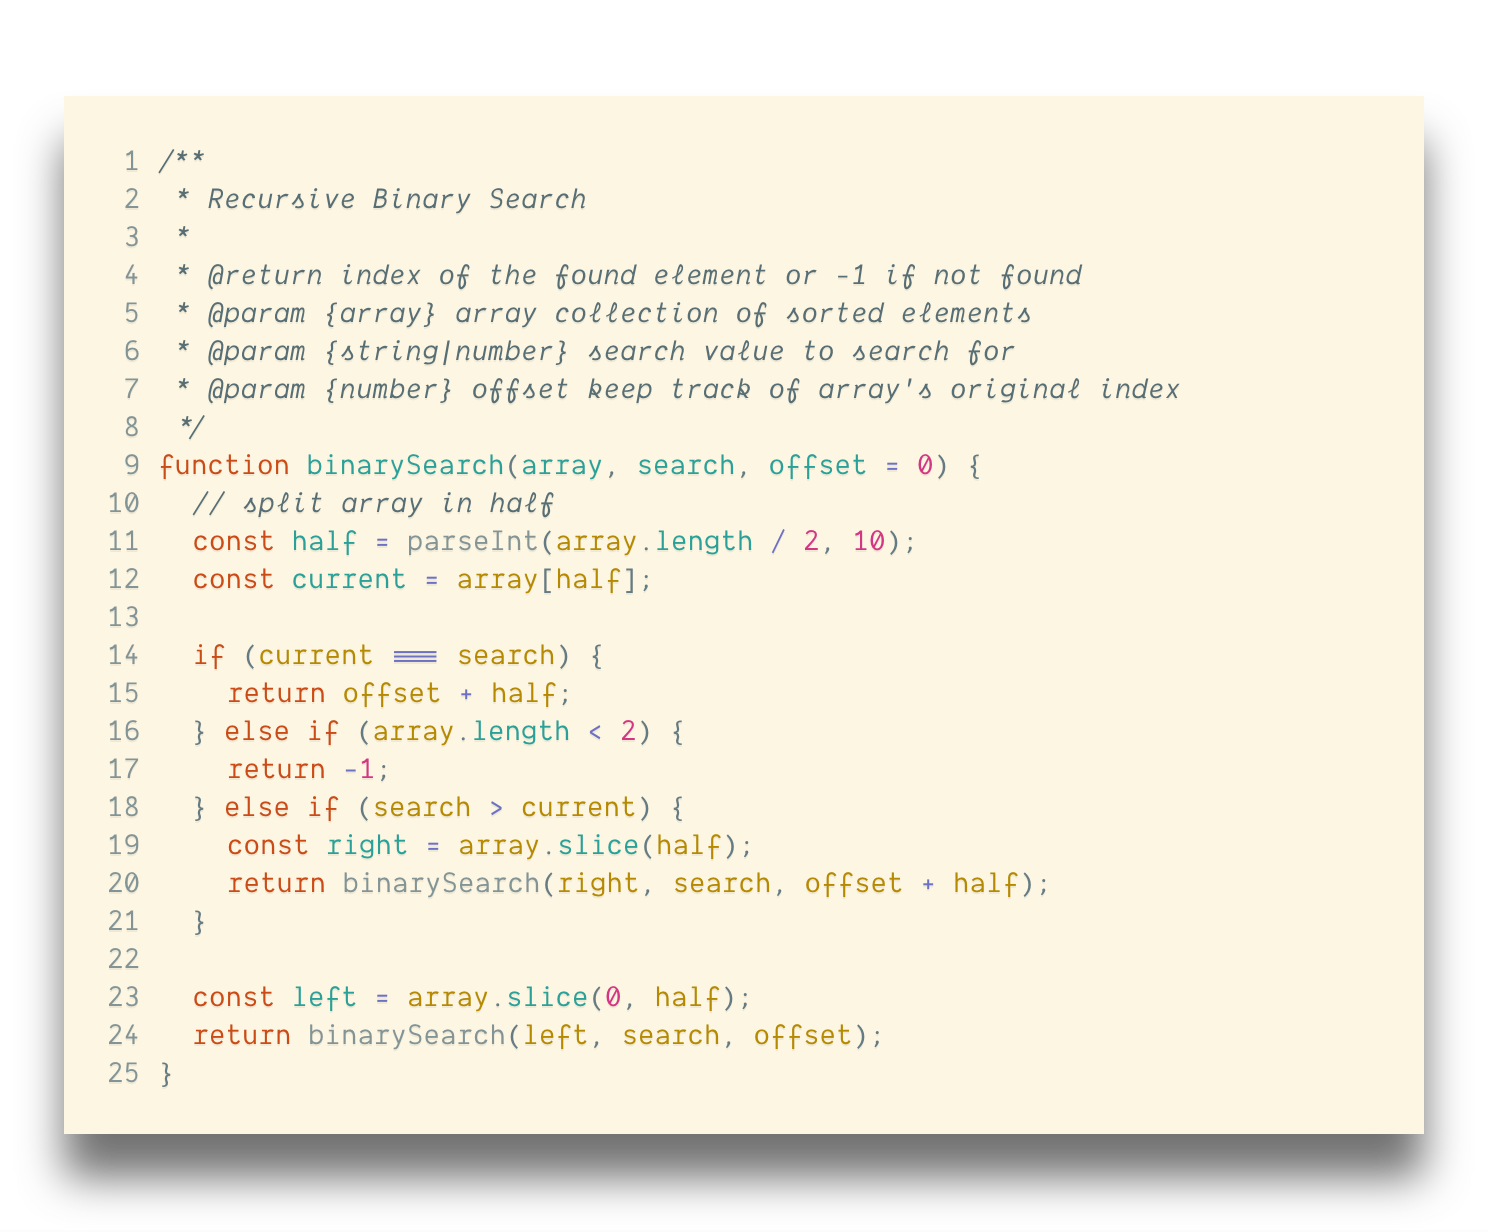 1 /**
2  * Recursive Binary Search
3  *
4  * @return index of the found element or -1 if not found
5  * @param {array} array collection of sorted elements
6  * @param {string|number} search value to search for
7  * @param {number} offset keep track of array's original index
8  */
9 function binarySearch(array, search, offset = 0) {
10   // split array in half
11   const half = parseInt(array.length / 2, 10);
12   const current = array[half];
13
14   if (current === search) {
15     return offset + half;
16   } else if (array.length < 2) {
17     return -1;
18   } else if (search > current) {
19     const right = array.slice(half);
20     return binarySearch(right, search, offset + half);
21   }
22
23   const left = array.slice(0, half);
24   return binarySearch(left, search, offset);
25 }